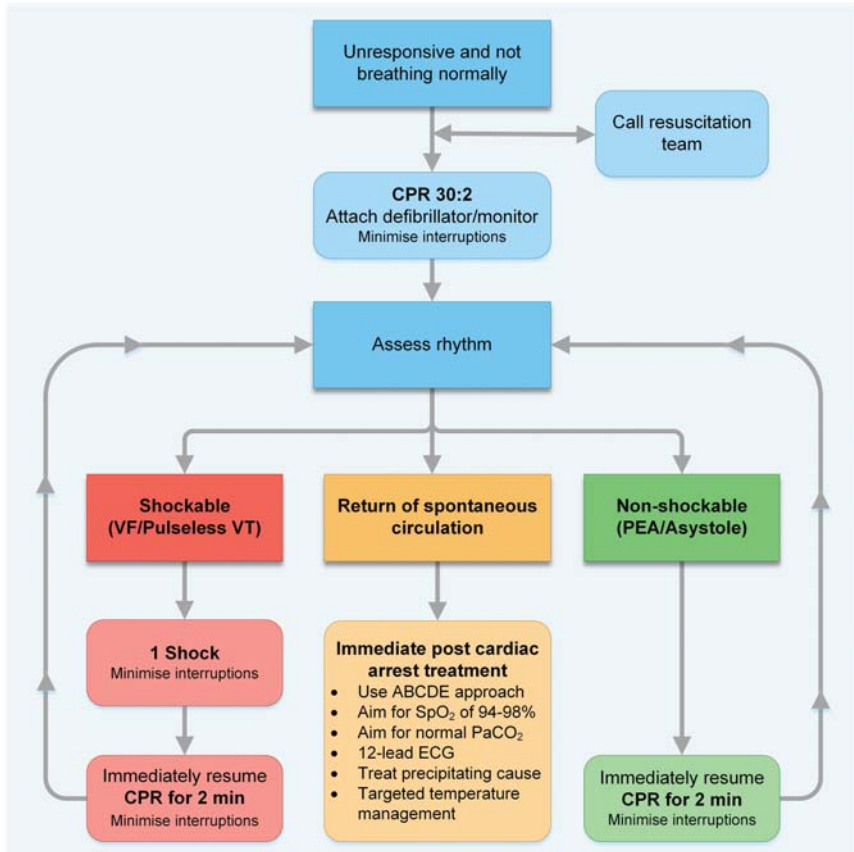 Unresponsive and not
breathing normally
Call resuscitation
team
CPR 30:2
Attach defibrillator/monitor
Minimise interruptions
Assess rhythm
Shockable
(VF/Pulseless VT)
Return of spontaneous
circulation
Non-shockable
(PEA/Asystole)
1 Shock
Minimise interruptions
Immediately resume
CPR for 2 min
Minimise interruptions
Immediate post cardiac
arrest treatment
• Use ABCDE approach
• Aim for SpO₂ of 94-98%
• Aim for normal PaCO₂
• 12-lead ECG
• Treat precipitating cause
• Targeted temperature
management
Immediately resume
CPR for 2 min
Minimise interruptions